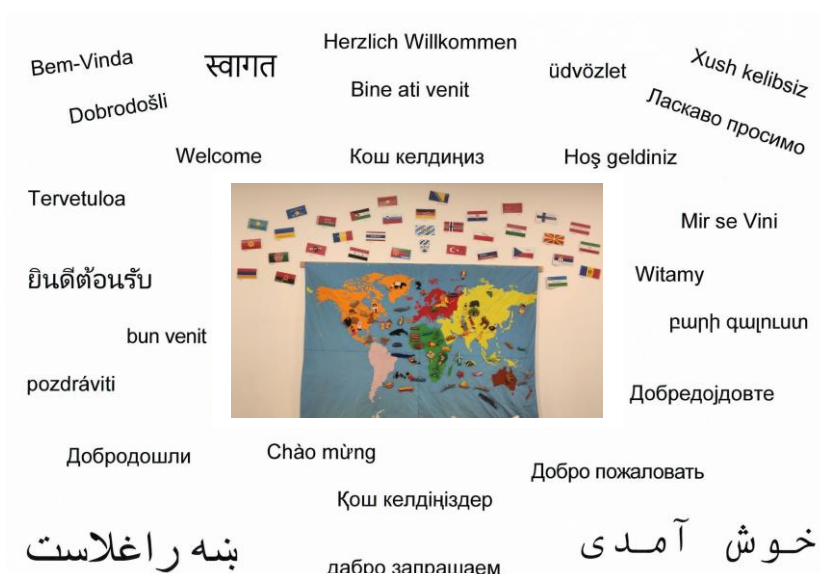 Herzlich Willkommen
Bem-Vinda
स्वागत
üdvözlet
Xush kelibsiz
Bine ati venit
Dobrodošli
Ласкаво просимо
Welcome
Кош келдиңиз
Hoş geldiniz
Tervetuloa
Mir se Vini
ยินดีต้อนรับ
Witamy
բարի գալուստ
bun venit
pozdráviti
Добредојдовте
Добродошли
Chào mừng
Добро пожаловать
Қош келдіңіздер
خوش آمدی
ښه راغلاست
дабро запрашаем